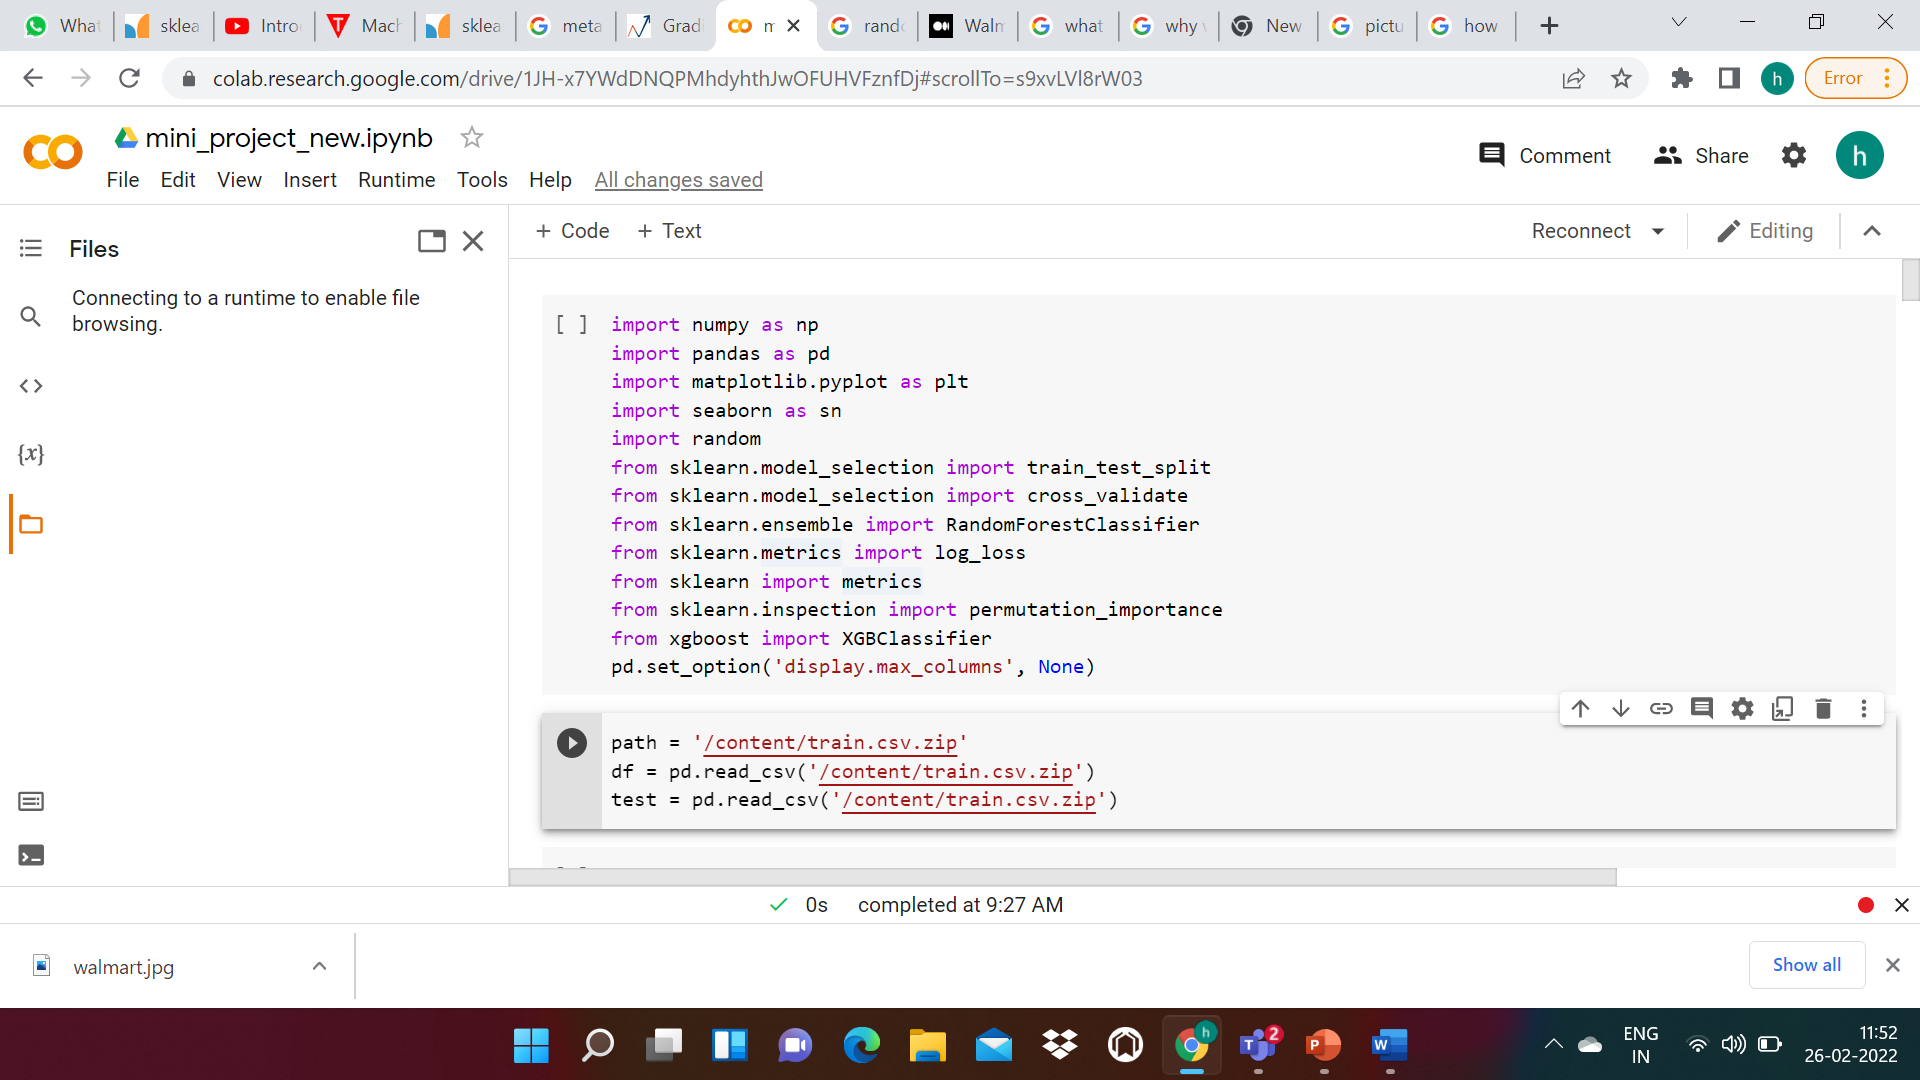 What
sklea
Intro
Mach
sklea
meta
Gradi
m
rando
Walm
what
why
New
pictu
how
colab.research.google.com/drive/1JH-x7YWdDNQPMhdyhthJwOFUHVFznfDj#scrollTo=s9xvLVl8rW03
h
Error
mini_project_new.ipynb
Comment
Share
h
File Edit View Insert Runtime Tools Help All changes saved
Files
+ Code + Text
Reconnect
Editing
Connecting to a runtime to enable file
browsing.
{x}
[ ] import numpy as np
import pandas as pd
import matplotlib.pyplot as plt
import seaborn as sn
import random
from sklearn.model_selection import train_test_split
from sklearn.model_selection import cross_validate
from sklearn.ensemble import RandomForestClassifier
from sklearn.metrics import log_loss
from sklearn import metrics
from sklearn.inspection import permutation_importance
from xgboost import XGBClassifier
pd.set_option('display.max_columns', None)
path = '/content/train.csv.zip'
df = pd.read_csv('/content/train.csv.zip')
test = pd.read_csv('/content/train.csv.zip')
0s completed at 9:27 AM
walmart.jpg
Show all
h
2
ENG
IN
11:52
26-02-2022